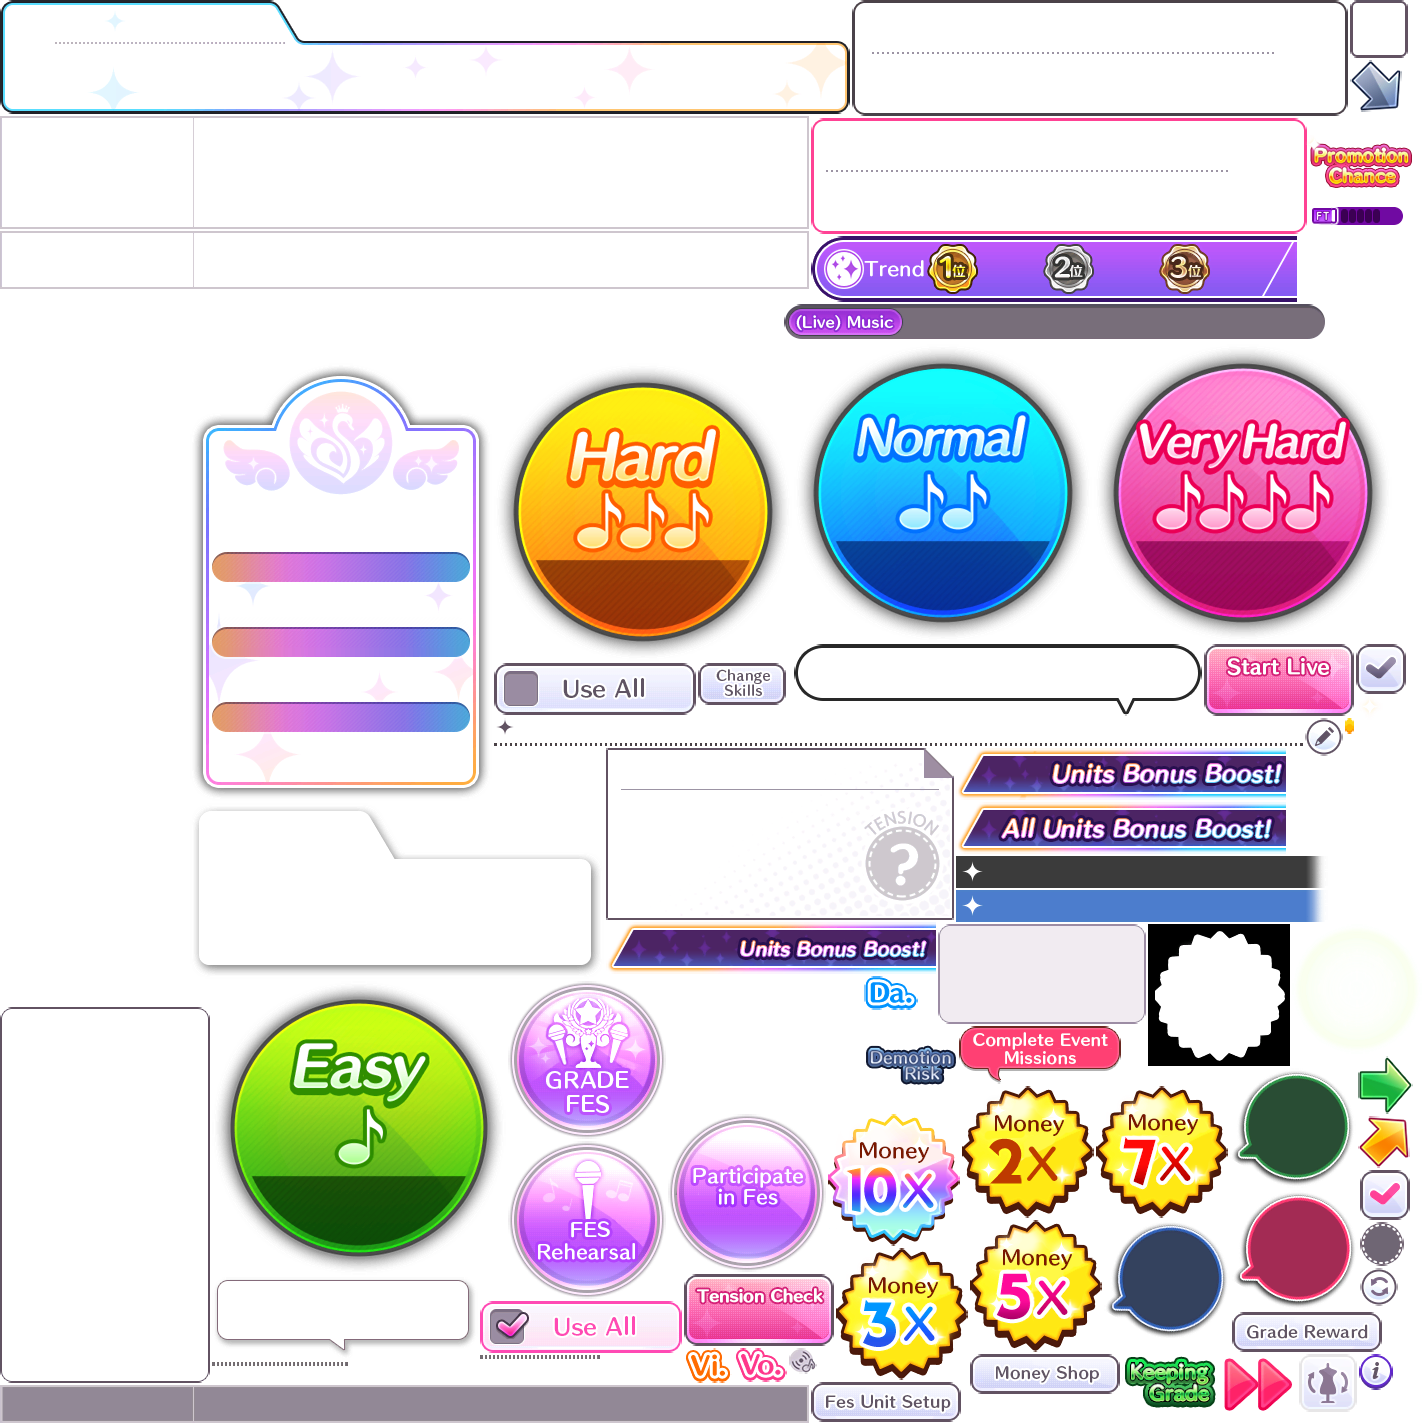 Promotion
Chance
FT
Trend
1位
2位
3位
(Live) Music
Hard
Normal
VeryHard
Use All
Change
Skills
Start Live
TENSION
?
Units Bonus Boost!
All Units Bonus Boost!
Units Bonus Boost!
Da.
Demotion
Risk
Complete Event
Missions
Easy
GRADE
FES
FES
Rehearsal
Participate
in Fes
Money
10X
Money
2X
Money
7X
Money
3X
Money
5X
Use All
Tension Check
Vi.
Vo.
Grade Reward
Money Shop
Keeping
Grade
i
Fes Unit Setup